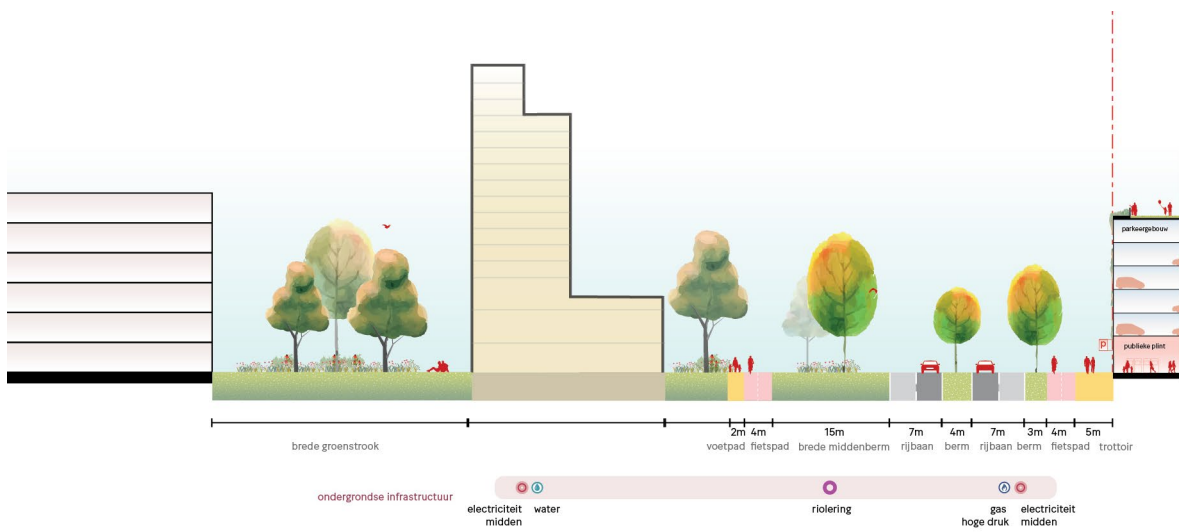 parkeergebouw
P
publieke plint
2m 4m 15m 7m 4m 7m 3m 4m 5m
brede groenstrook voetpad fietspad brede middenberm rijbaan berm rijbaan berm fietspad trottoir
ondergrondse infrastructuur
electriciteit midden
water
riolering
gas
hoge druk
electriciteit
midden